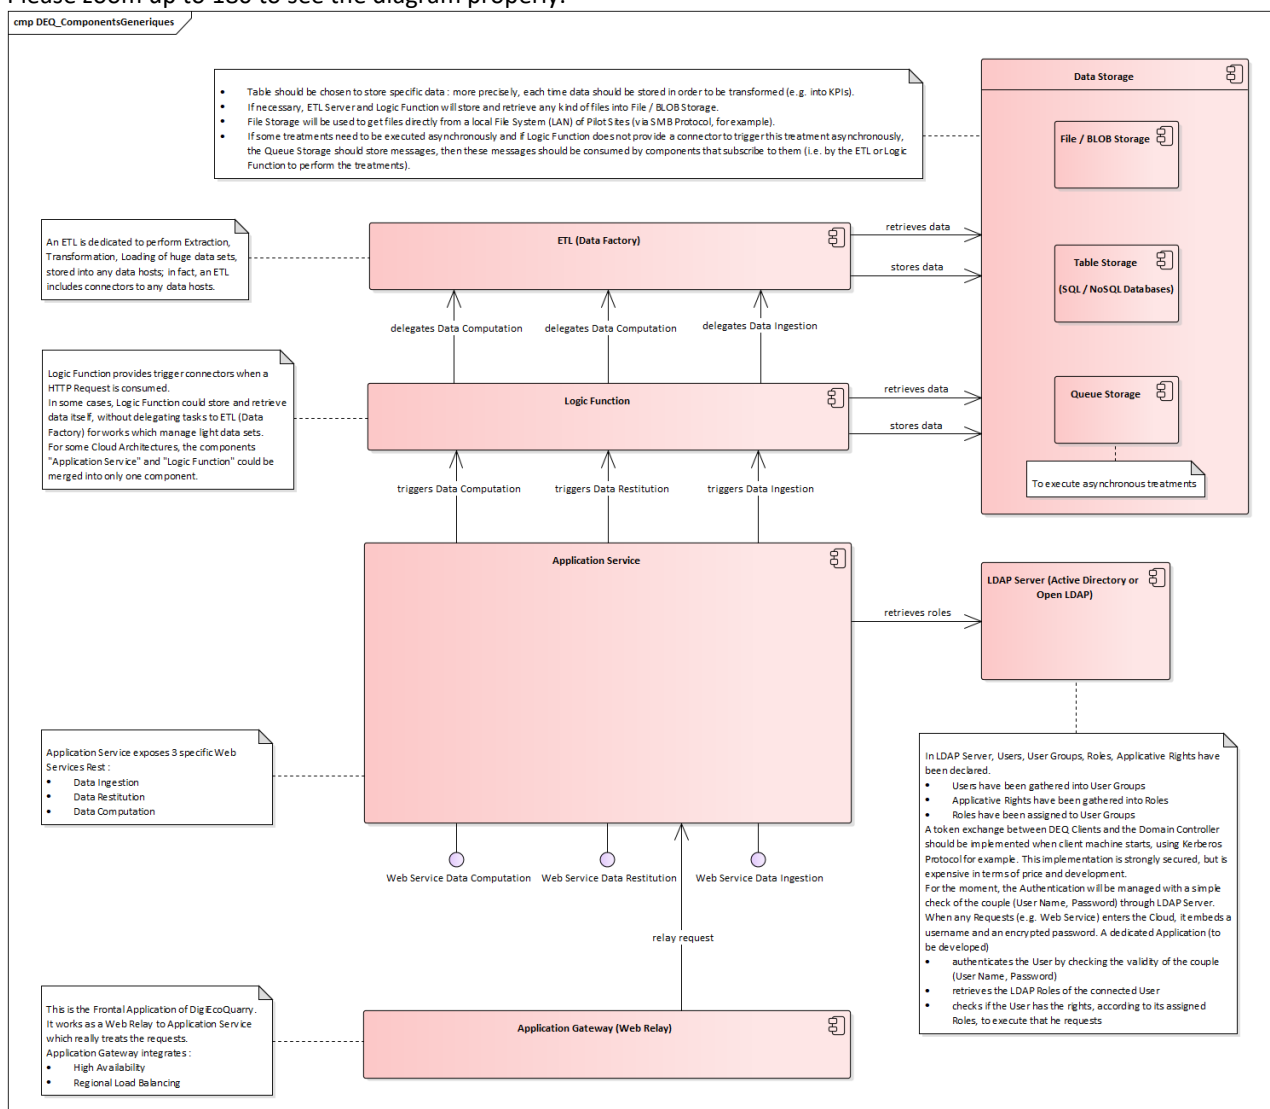 Please zoom up to 180 to see the diagram properly.
cmp DEQ_ComponentsGeneriques
• Table should be chosen to store specific data : more precisely, each time data should be stored in order to be transformed (e.g. into KPIs).
• If necessary, ETL Server and Logic Function will store and retrieve any kind of files into File / BLOB Storage.
• File Storage will be used to get files directly from a local File System (LAN) of Pilot Sites (via SMB Protocol, for example).
• If some treatments need to be executed asynchronously and if Logic Function does not provide a connector to trigger this treatment asynchronously,
the Queue Storage should store messages, then these messages should be consumed by components that subscribe to them (i.e. by the ETL or Logic
Function to perform the treatments).
Data Storage
File / BLOB Storage
Table Storage
(SQL / NoSQL Databases)
Queue Storage
To execute asynchronous treatments
An ETL is dedicated to perform Extraction,
Transformation, Loading of huge data sets,
stored into any data hosts; in fact, an ETL
includes connectors to any data hosts.
ETL (Data Factory)
retrieves data
stores data
delegates Data Computation
delegates Data Computation
delegates Data Ingestion
Logic Function provides trigger connectors when a
HTTP Request is consumed.
In some cases, Logic Function could store and retrieve
data itself, without delegating tasks to ETL (Data
Factory) for works which manage light data sets.
For some Cloud Architectures, the components
"Application Service" and "Logic Function" could be
merged into only one component.
Logic Function
retrieves data
stores data
triggers Data Computation
triggers Data Restitution
triggers Data Ingestion
Application Service
retrieves roles
LDAP Server (Active Directory or
Open LDAP)
Application Service exposes 3 specific Web
Services Rest :
• Data Ingestion
• Data Restitution
• Data Computation
Web Service Data Computation
Web Service Data Restitution
Web Service Data Ingestion
In LDAP Server, Users, User Groups, Roles, Applicative Rights have
been declared.
• Users have been gathered into User Groups
• Applicative Rights have been gathered into Roles
• Roles have been assigned to User Groups
A token exchange between DEQ Clients and the Domain Controller
should be implemented when client machine starts, using Kerberos
Protocol for example. This implementation is strongly secured, but is
expensive in terms of price and development.
For the moment, the Authentication will be managed with a simple
check of the couple (User Name, Password) through LDAP Server.
When any Requests (e.g. Web Service) enters the Cloud, it embeds a
username and an encrypted password. A dedicated Application (to
be developed)
• authenticates the User by checking the validity of the couple
(User Name, Password)
• retrieves the LDAP Roles of the connected User
• checks if the User has the rights, according to its assigned
Roles, to execute that he requests
relay request
This is the Frontal Application of DigiEcoQuarry.
It works as a Web Relay to Application Service
which really treats the requests.
Application Gateway integrates :
• High Availability
• Regional Load Balancing
Application Gateway (Web Relay)